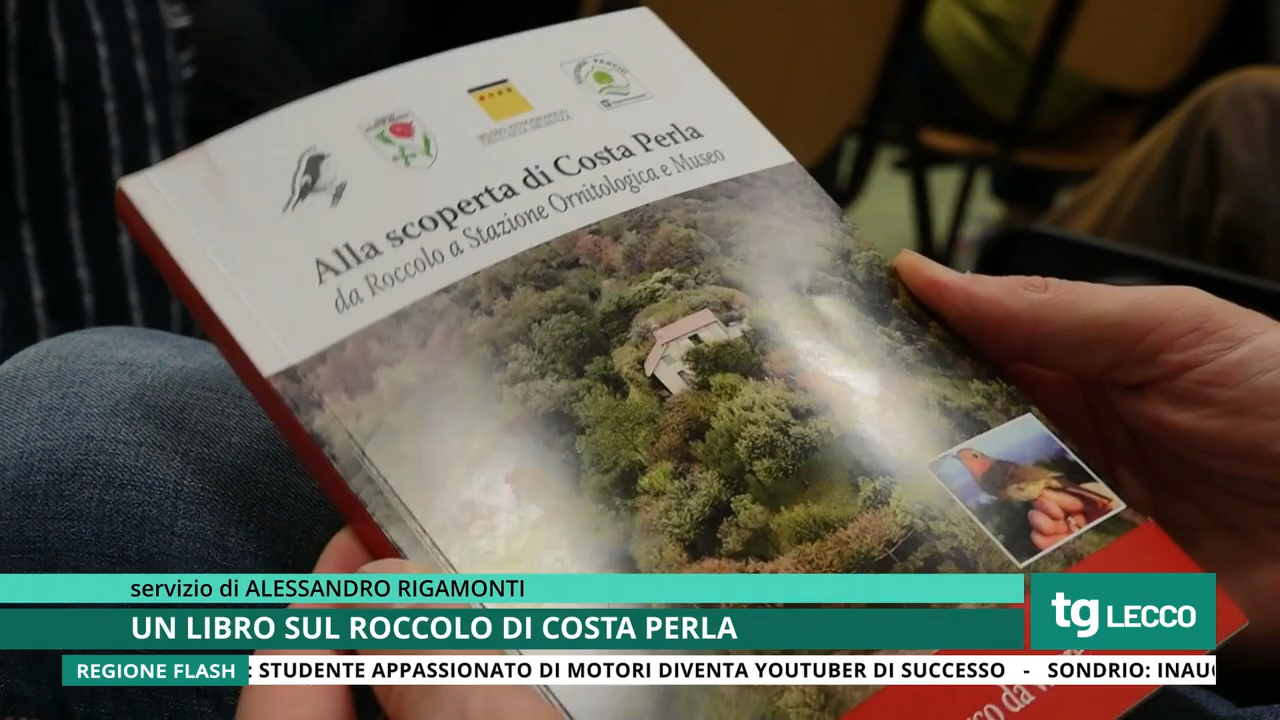 Alla scoperta di Costa Perla
da Roccolo a Stazione Ornitologica e Museo
servizio di ALESSANDRO RIGAMONTI
UN LIBRO SUL ROCCOLO DI COSTA PERLA
tg LECCO
REGIONE FLASH
: STUDENTE APPASSIONATO DI MOTORI DIVENTA YOUTUBER DI SUCCESSO - SONDRIO: